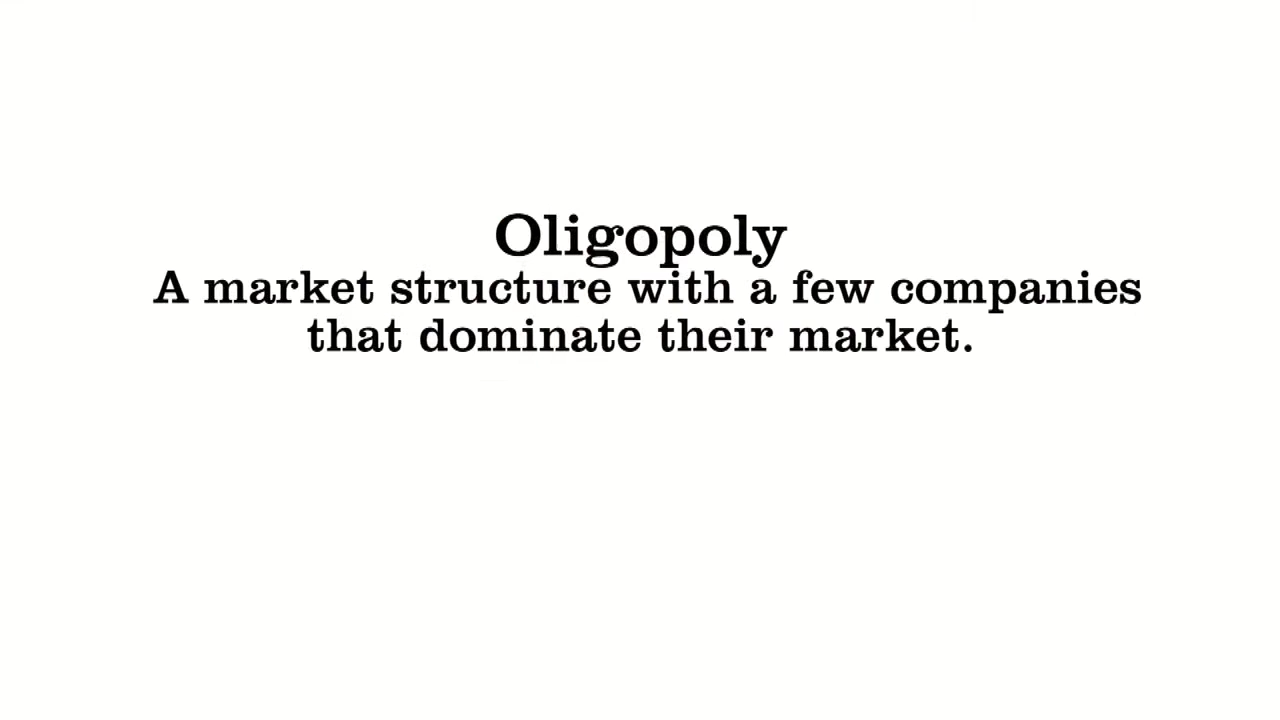 Oligopoly
A market structure with a few companies
that dominate their market.